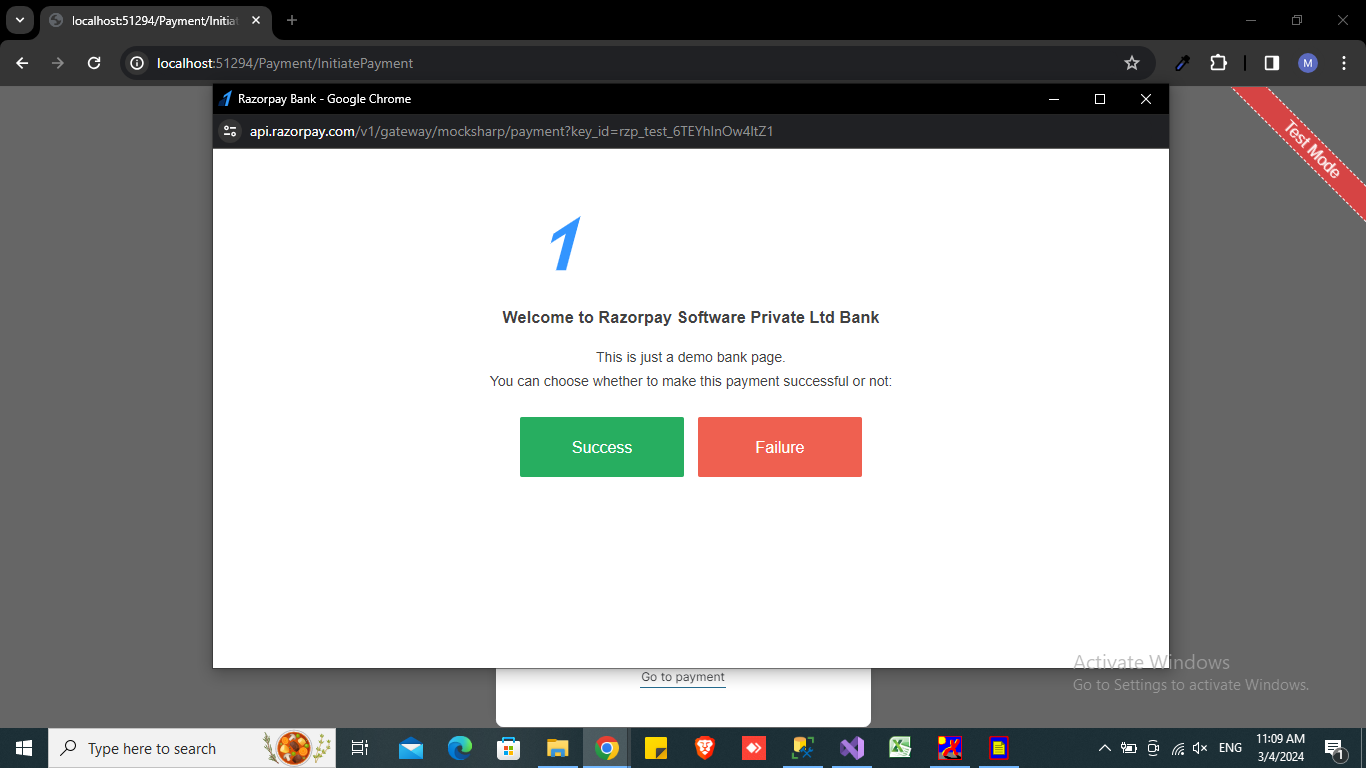 localhost:51294/Payment/Initiat
localhost:51294/Payment/InitiatePayment
M
Razorpay Bank - Google Chrome
api.razorpay.com/v1/gateway/mocksharp/payment?key_id=rzp_test_6TEYhInOw4ltZ1
Test Mode
Welcome to Razorpay Software Private Ltd Bank
This is just a demo bank page.
You can choose whether to make this payment successful or not:
Success
Failure
Go to payment
Activate Windows
Go to Settings to activate Windows.
Type here to search
ENG
11:09 AM
3/4/2024
1